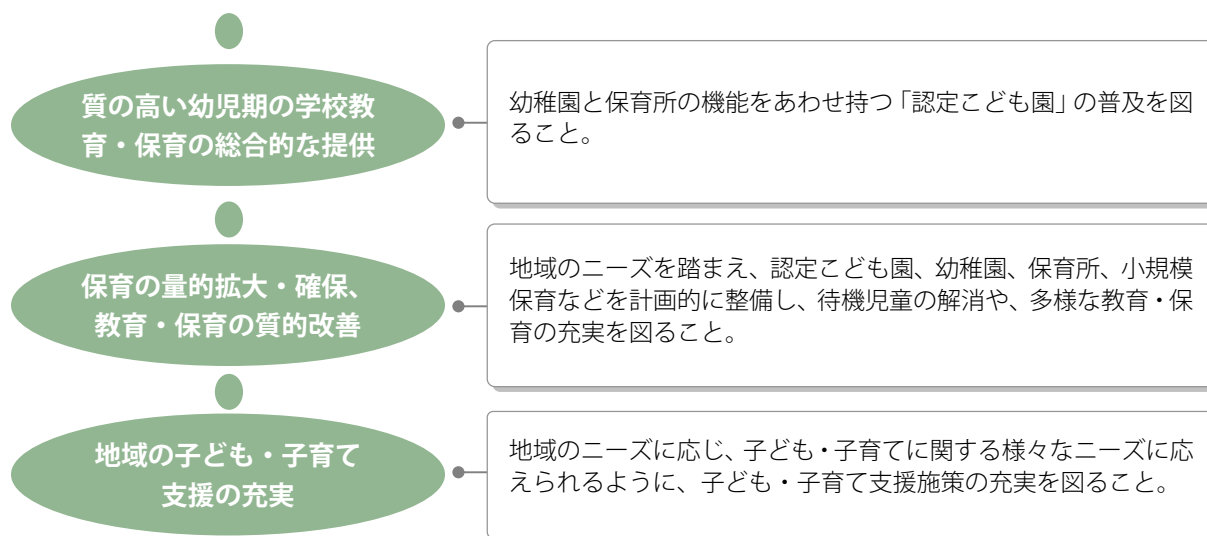 質の高い幼児期の学校教
育・保育の総合的な提供
幼稚園と保育所の機能をあわせ持つ「認定こども園」の普及を図
ること。
保育の量的拡大・確保、
教育・保育の質的改善
地域のニーズを踏まえ、認定こども園、幼稚園、保育所、小規模
保育などを計画的に整備し、待機児童の解消や、多様な教育・保
育の充実を図ること。
地域の子ども・子育て
支援の充実
地域のニーズに応じ、子ども・子育てに関する様々なニーズに応
えられるように、子ども・子育て支援施策の充実を図ること。